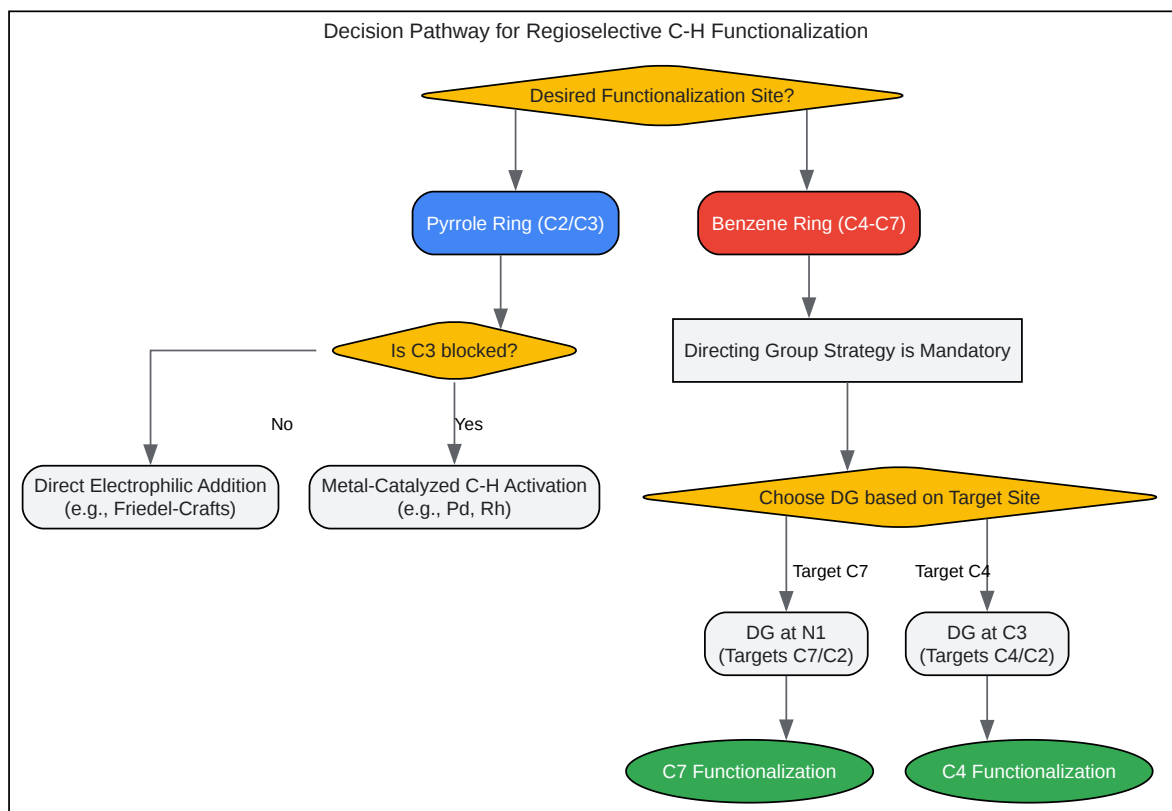 Decision Pathway for Regioselective C-H Functionalization
Desired Functionalization Site?
Pyrrole Ring (C2/C3)
Benzene Ring (C4-C7)
Is C3 blocked?
Directing Group Strategy is Mandatory
No
Yes
Direct Electrophilic Addition
(e.g., Friedel-Crafts)
Metal-Catalyzed C-H Activation
(e.g., Pd, Rh)
Choose DG based on Target Site
Target C7
Target C4
DG at N1
(Targets C7/C2)
DG at C3
(Targets C4/C2)
C7 Functionalization
C4 Functionalization